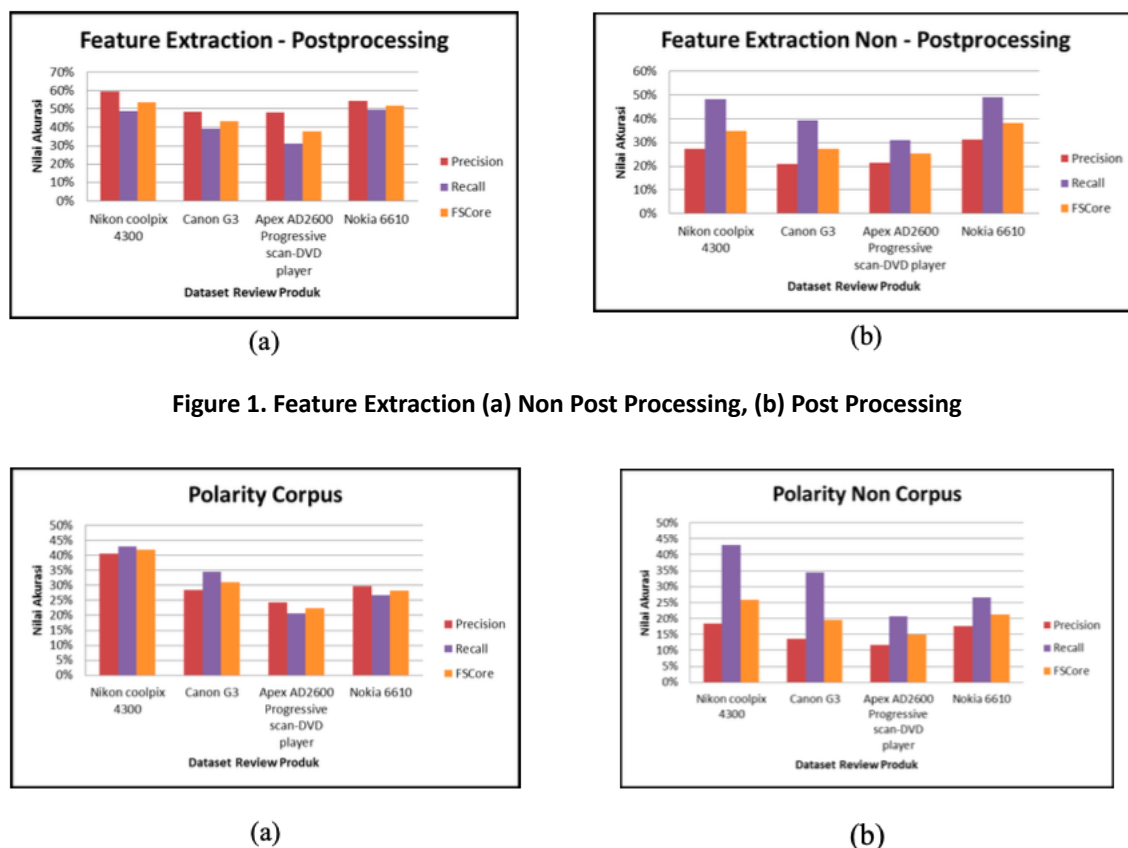 Feature Extraction - Postprocessing
70%
60%
50%
40%
30%
20%
10%
0%
Nilai Akurasi
Nikon coolpix
4300
Canon G3
Apex AD2600
Progressive
scan-DVD
player
Nokia 6610
Dataset Review Produk
Precision
Recall
FSCore
(a)
Feature Extraction Non - Postprocessing
60%
50%
40%
30%
20%
10%
0%
Nilai AKurasi
Nikon coolpix
4300
Canon G3
Apex AD2600
Progressive
scan-DVD player
Nokia 6610
Dataset Review Produk
Precision
Recall
FSCore
(b)
Figure 1. Feature Extraction (a) Non Post Processing, (b) Post Processing
Polarity Corpus
50%
45%
40%
35%
30%
25%
20%
15%
10%
5%
0%
Nilai Akurasi
Nikon coolpix
4300
Canon G3
Apex AD2600
Progressive
scan-DVD
player
Nokia 6610
Dataset Review Produk
Precision
Recall
FSCore
(a)
Polarity Non Corpus
50%
45%
40%
35%
30%
25%
20%
15%
10%
5%
0%
Nilai Akurasi
Nikon coolpix
4300
Canon G3
Apex AD2600
Progressive
scan-DVD
player
Nokia 6610
Dataset Review Produk
Precision
Recall
FSCore
(b)